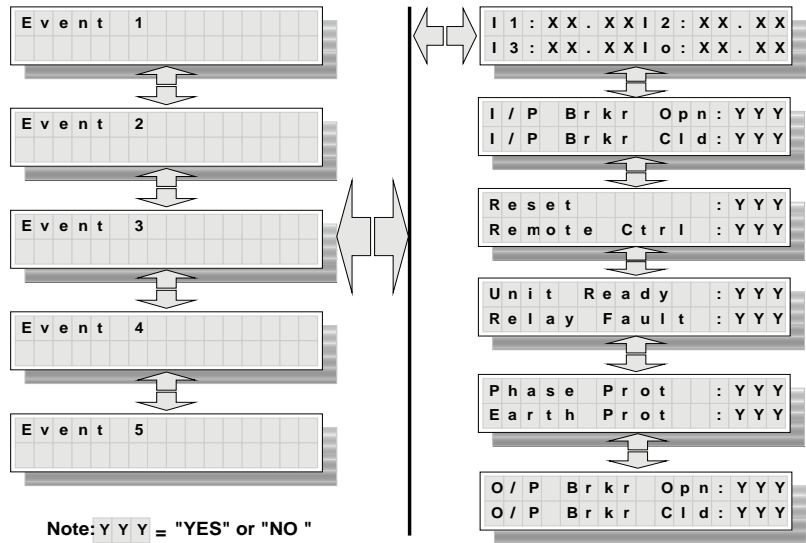 Event 1
Event 2
Event 3
Event 4
Event 5
Note: YYY = "YES" or "NO "
I1:XX.XXI2:XX.XX
I3:XX.XXIo:XX.XX
I/P Brkr Opn:YYY
I/P Brkr Cld:YYY
Reset :YYY
Remote Ctrl :YYY
Unit Ready :YYY
Relay Fault :YYY
Phase Prot :YYY
Earth Prot :YYY
O/P Brkr Opn:YYY
O/P Brkr Cld:YYY